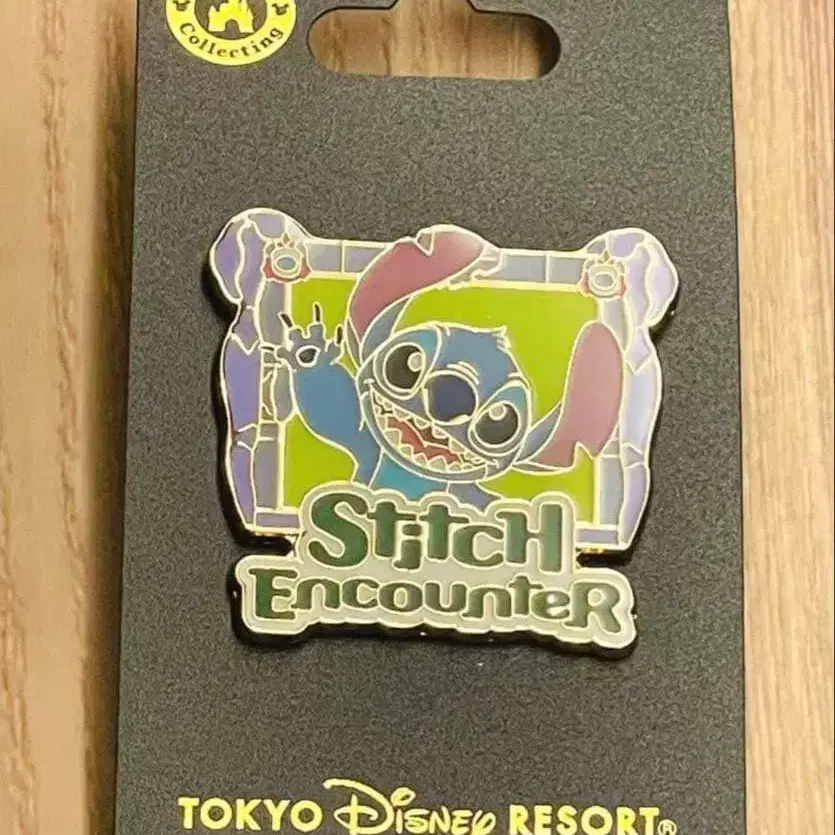 Collecting
Stitch
Encounter
TOKYO Disney RESORT®